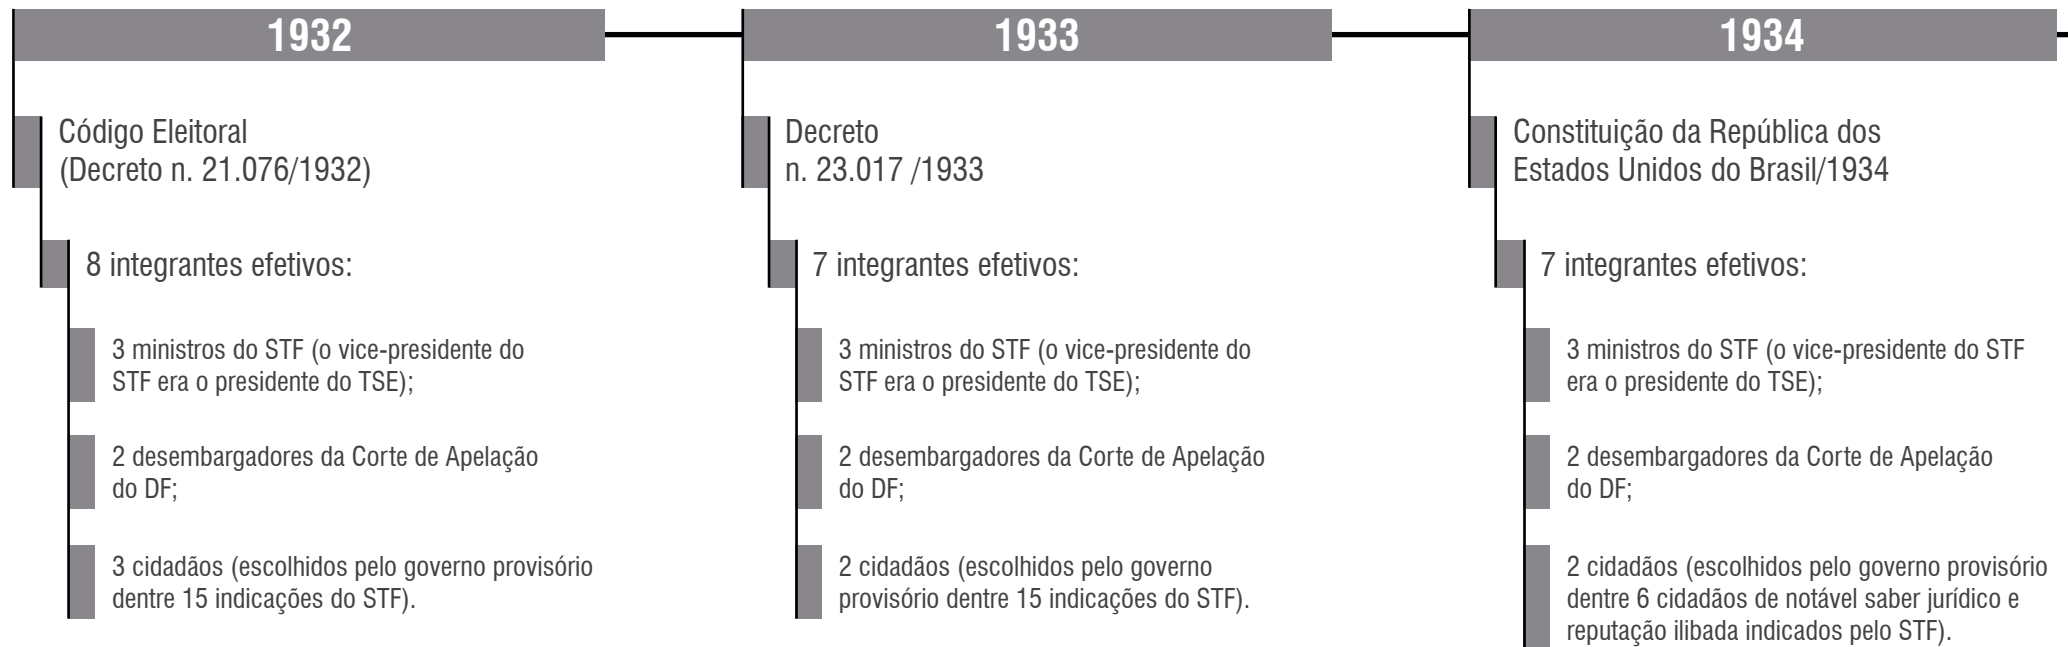 1932
Código Eleitoral
(Decreto n. 21.076/1932)
8 integrantes efetivos:
3 ministros do STF (o vice-presidente do
STF era o presidente do TSE);
2 desembargadores da Corte de Apelação
do DF;
3 cidadãos (escolhidos pelo governo provisório
dentre 15 indicações do STF).
1933
Decreto
n. 23.017 /1933
7 integrantes efetivos:
3 ministros do STF (o vice-presidente do
STF era o presidente do TSE);
2 desembargadores da Corte de Apelação
do DF;
2 cidadãos (escolhidos pelo governo
provisório dentre 15 indicações do STF).
1934
Constituição da República dos
Estados Unidos do Brasil/1934
7 integrantes efetivos:
3 ministros do STF (o vice-presidente do STF
era o presidente do TSE);
2 desembargadores da Corte de Apelação
do DF;
2 cidadãos (escolhidos pelo governo provisório
dentre 6 cidadãos de notável saber jurídico e
reputação ilibada indicados pelo STF).